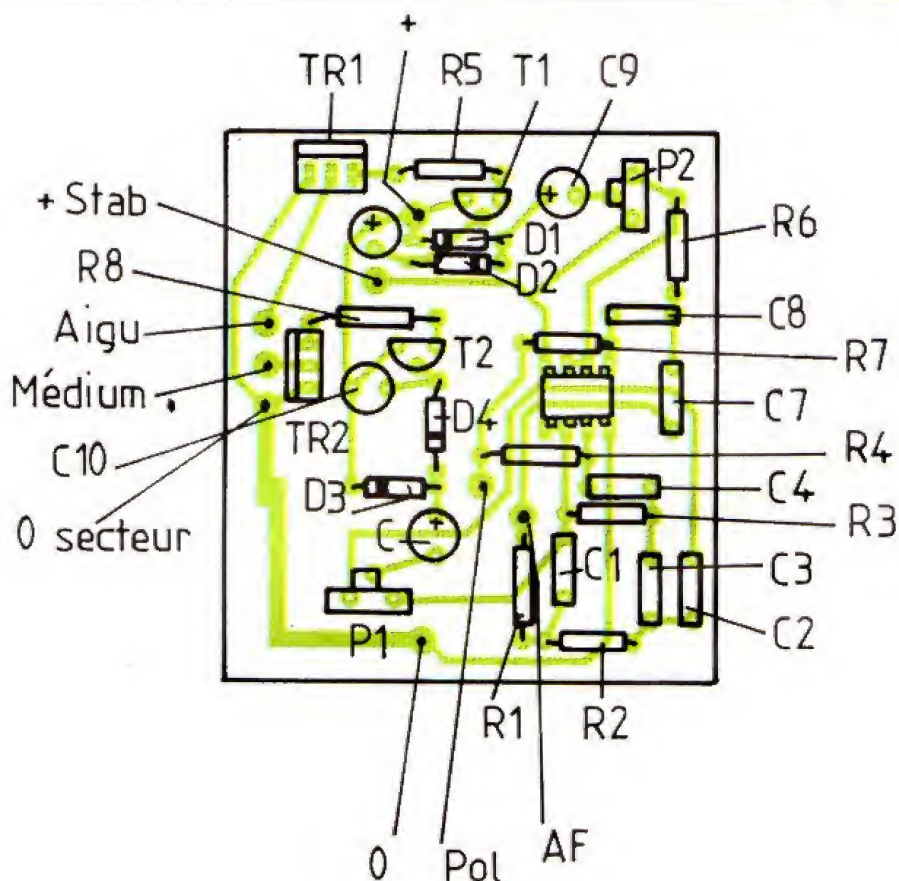 +
TR1 R5 T1 C9
P2
+ Stab
R6
D1
R8
D2
C8
Aigu
T2
R7
Médium
D4
C7
TR2
C10
R4
D3
C4
0 secteur
C
R3
C1
C3
P1
C2
R1 R2
0 Pol AF
+
+
+